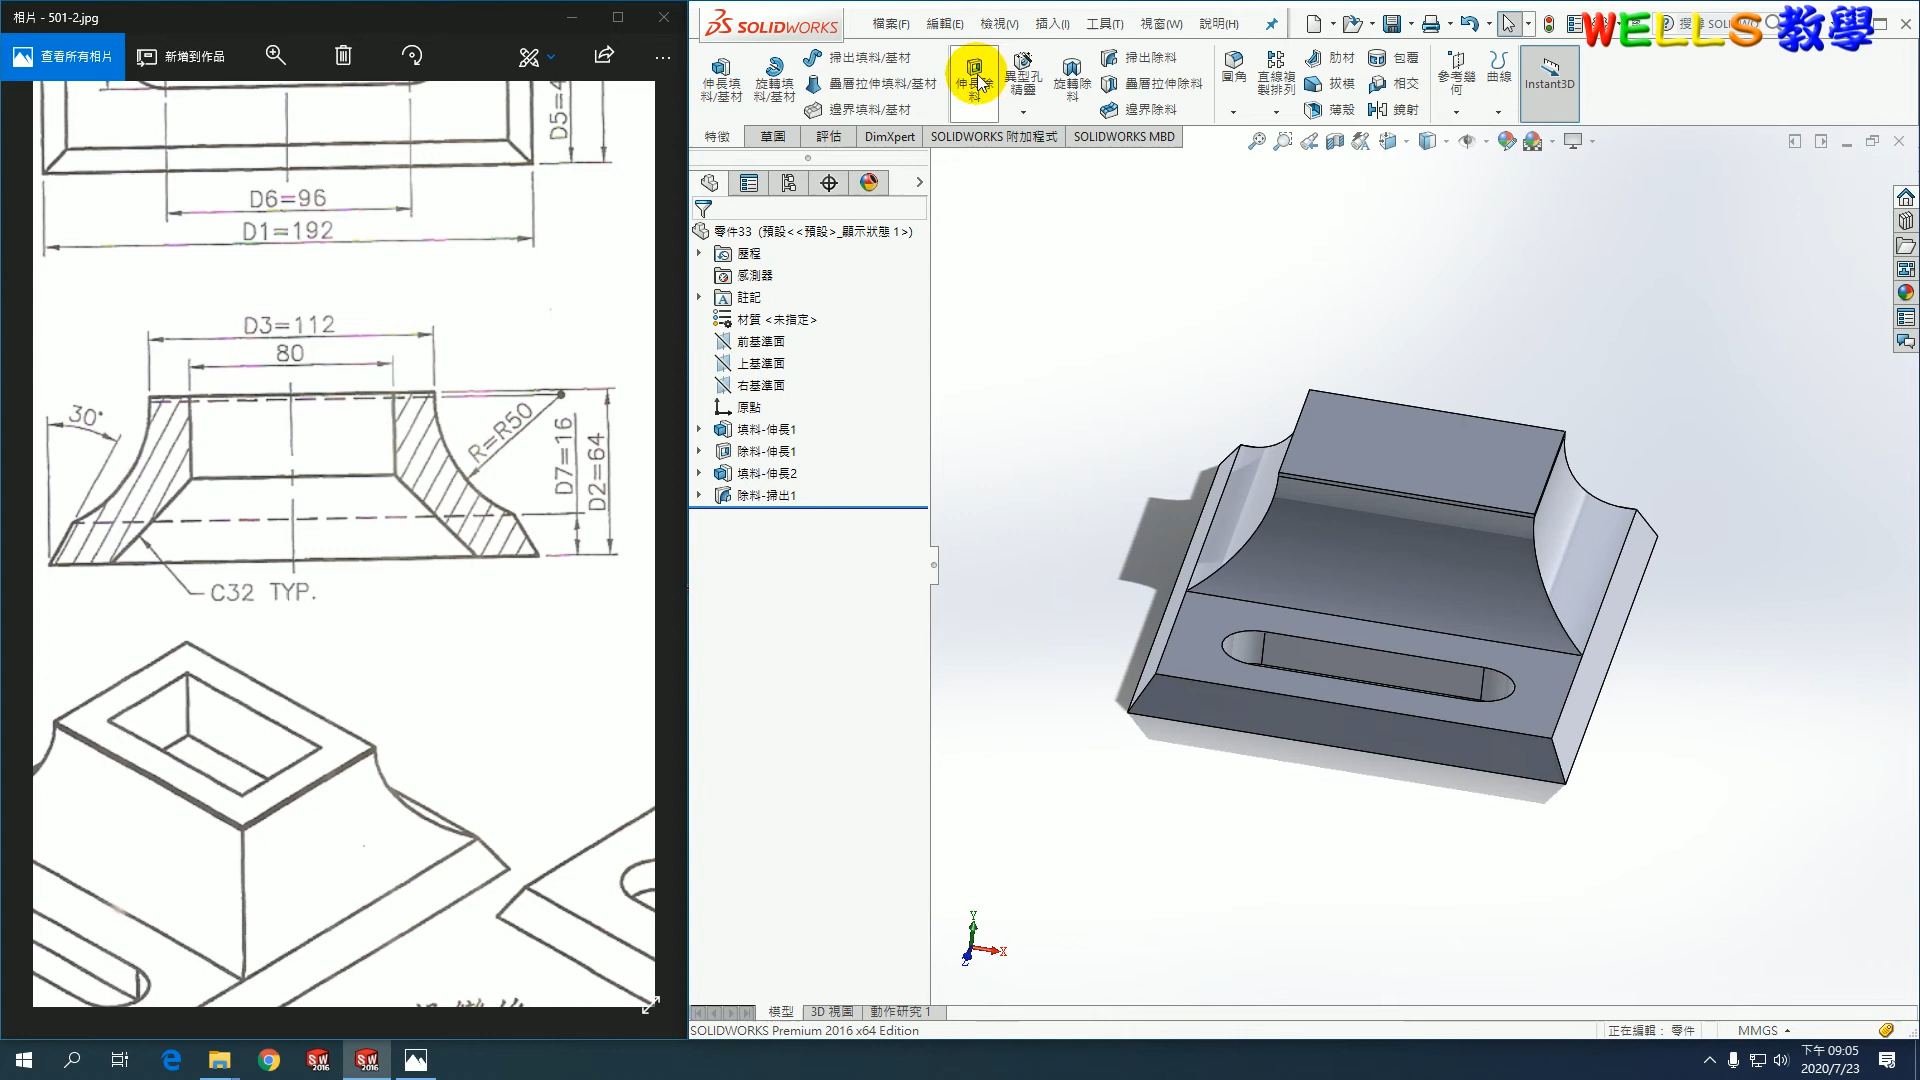 相片 - 501-2.jpg
查看所有相片
新增到作品
D5=4
D6=96
D1=192
D3=112
80
30°
R=R50
D7=16
D2=64
C32 TYP.
SOLIDWORKS
檔案(F)
編輯(E)
檢視(V)
插入(I)
工具(T)
視窗(W)
說明(H)
WELLS 教學
伸長填料/基材
旋轉填料/基材
掃出填料/基材
疊層拉伸填料/基材
邊界填料/基材
伸長除料
異型孔精靈
旋轉除料
掃出除料
疊層拉伸除料
邊界除料
圓角
直線複製排列
肋材
拔模
薄殼
包覆
相交
鏡射
參考幾何
曲線
Instant3D
特徵
草圖
評估
DimXpert
SOLIDWORKS 附加程式
SOLIDWORKS MBD
零件33 (預設<<預設>_顯示狀態 1>)
歷程
感測器
註記
材質 <未指定>
前基準面
上基準面
右基準面
原點
填料-伸長1
除料-伸長1
填料-伸長2
除料-掃出1
Y
X
Z
模型
3D 視圖
動作研究 1
SOLIDWORKS Premium 2016 x64 Edition
正在編輯： 零件
MMGS
下午 09:05
2020/7/23